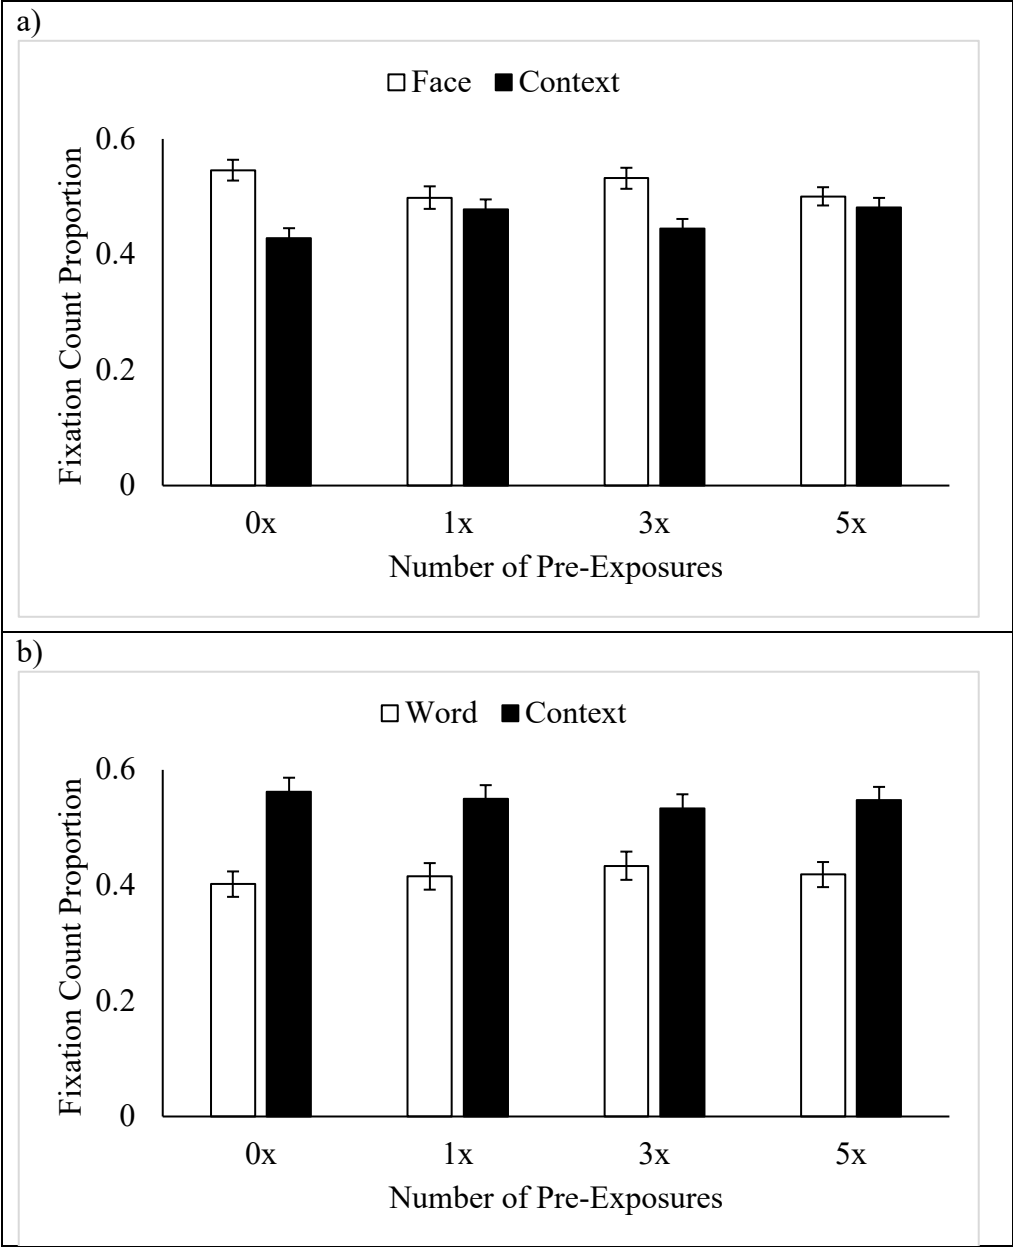 a)
Face Context
Fixation Count Proportion
0.6
0.4
0.2
0
0x 1x 3x 5x
Number of Pre-Exposures
b)
Word Context
Fixation Count Proportion
0.6
0.4
0.2
0
0x 1x 3x 5x
Number of Pre-Exposures